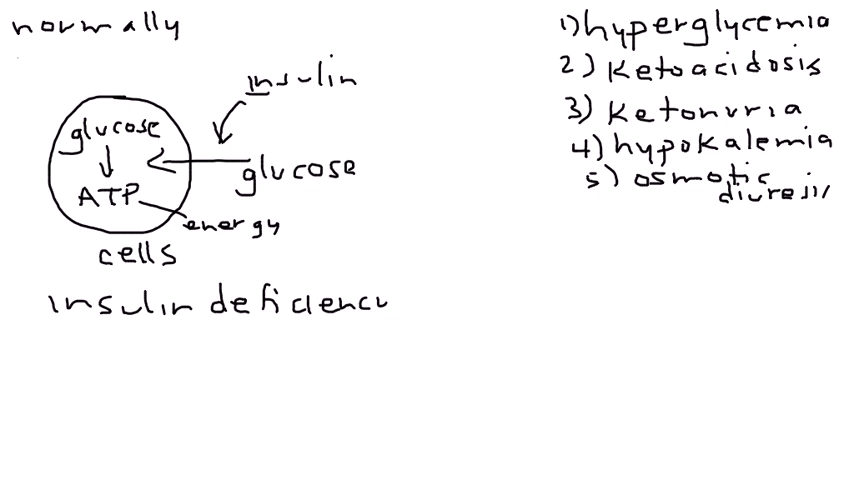 normally
insulin
glucose
glucose
ATP
energy
cells
insulin deficiency
1) hyperglycemia
2) Ketoacidosis
3) Ketonuria
4) hypokalemia
5) osmotic
diuresis